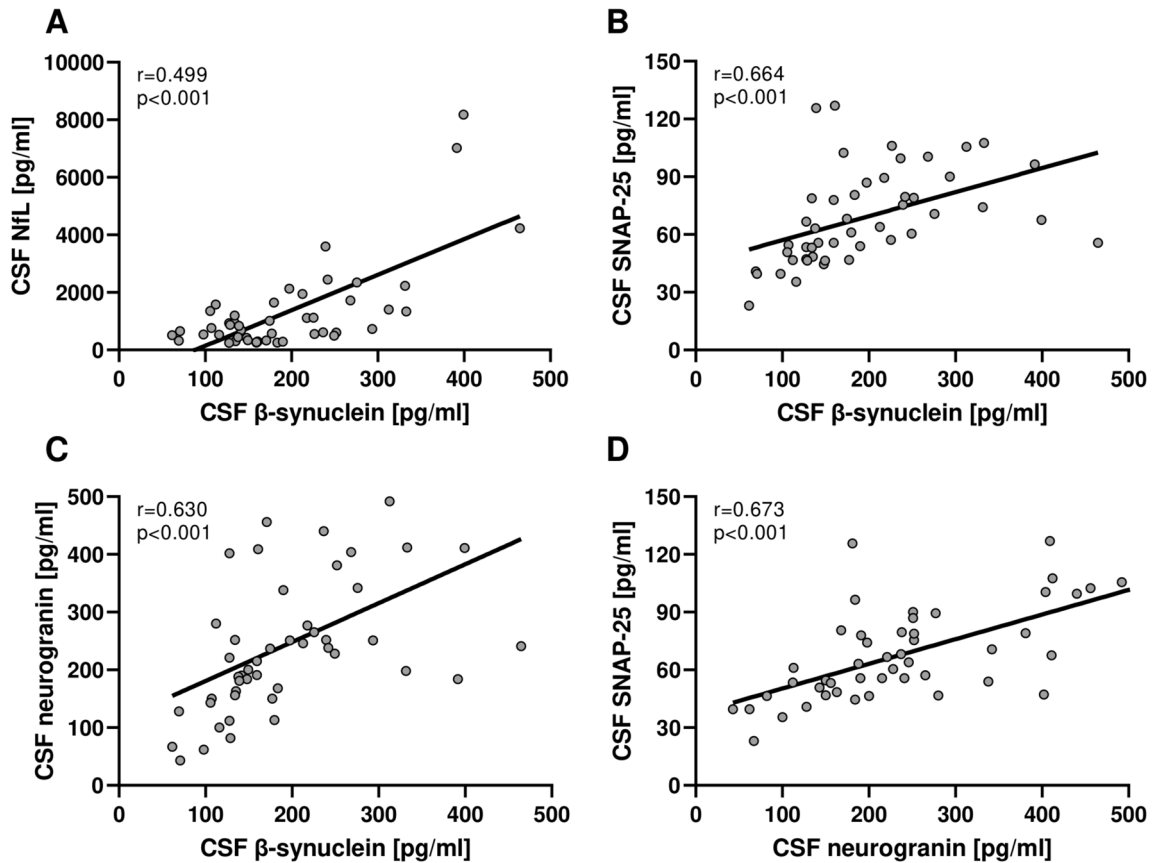 A
CSF NfL [pg/ml]
10000
8000
6000
4000
2000
0
r=0.499
p<0.001
0 100 200 300 400 500
CSF β-synuclein [pg/ml]
B
CSF SNAP-25 [pg/ml]
150
120
90
60
30
0
r=0.664
p<0.001
0 100 200 300 400 500
CSF β-synuclein [pg/ml]
C
CSF neurogranin [pg/ml]
500
400
300
200
100
0
r=0.630
p<0.001
0 100 200 300 400 500
CSF β-synuclein [pg/ml]
D
CSF SNAP-25 [pg/ml]
150
120
90
60
30
0
r=0.673
p<0.001
0 100 200 300 400 500
CSF neurogranin [pg/ml]